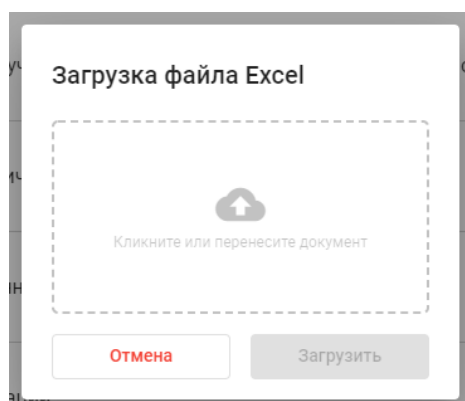 Загрузка файла Excel
Кликните или перенесите документ
Отмена
Загрузить